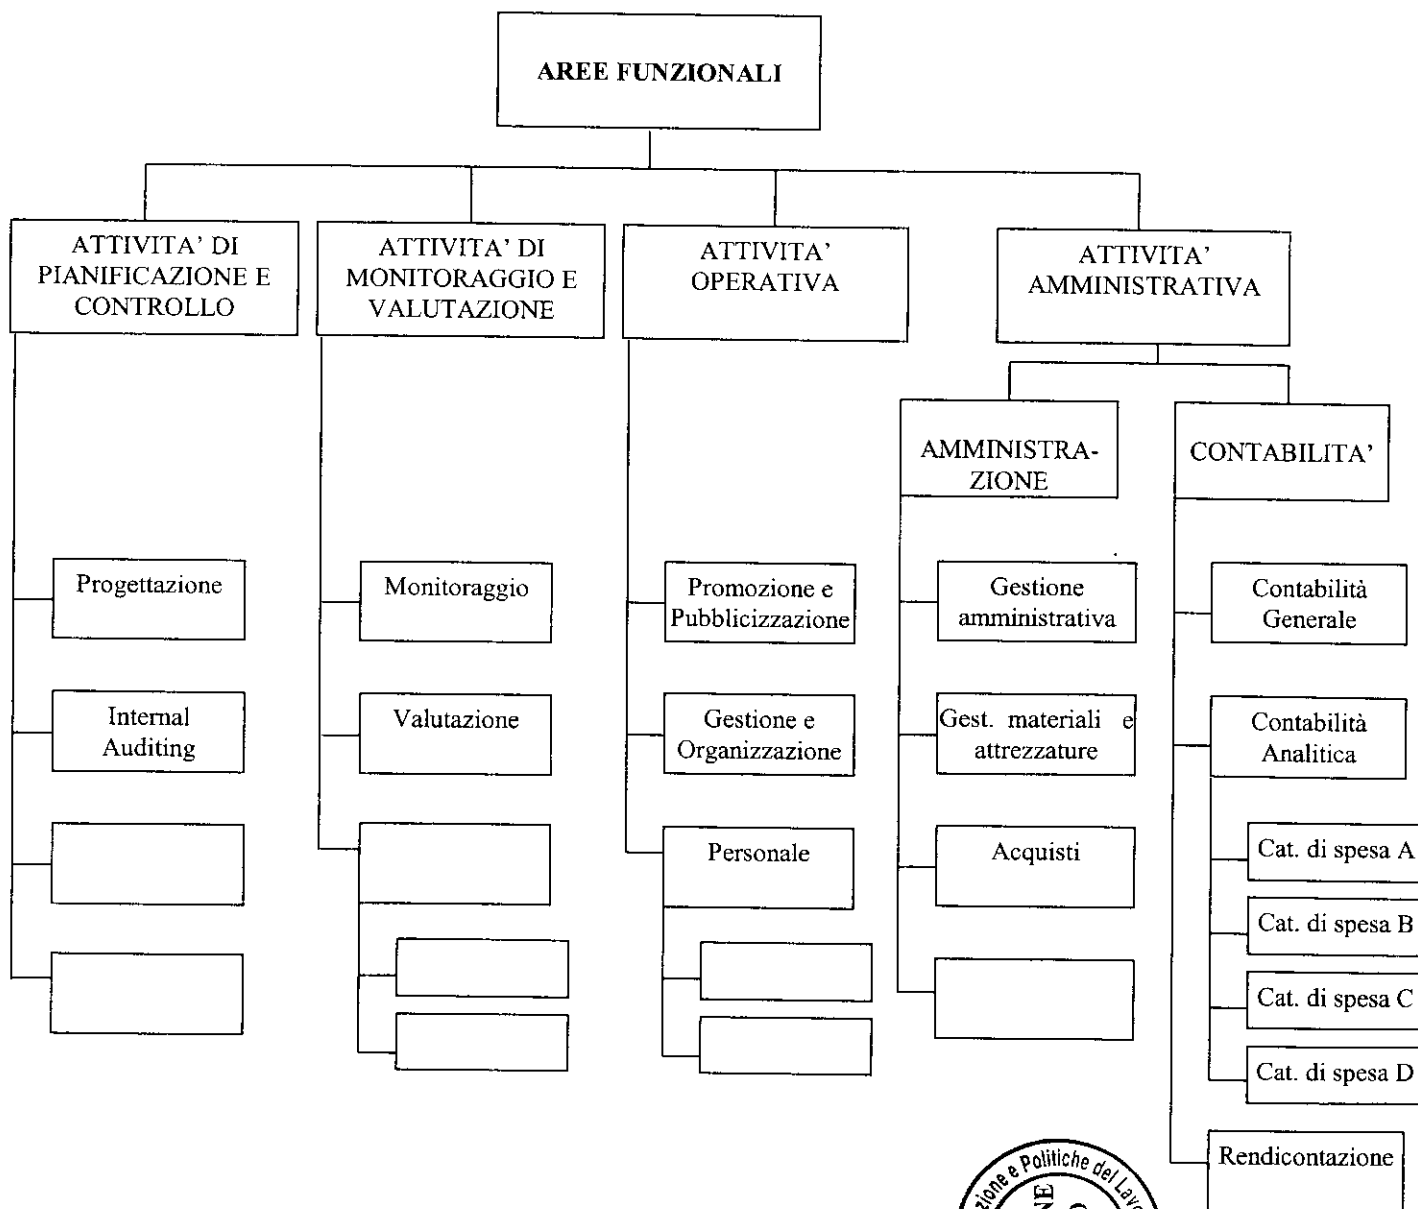 AREE FUNZIONALI
ATTIVITA’ DI
PIANIFICAZIONE E
CONTROLLO
ATTIVITA’ DI
MONITORAGGIO E
VALUTAZIONE
ATTIVITA’
OPERATIVA
ATTIVITA’
AMMINISTRATIVA
AMMINISTRA-
ZIONE
CONTABILITA’
Progettazione
Internal
Auditing
Monitoraggio
Valutazione
Promozione e
Pubblicizzazione
Gestione e
Organizzazione
Personale
Gestione
amministrativa
Gest. materiali e
attrezzature
Acquisti
Contabilità
Generale
Contabilità
Analitica
Cat. di spesa A
Cat. di spesa B
Cat. di spesa C
Cat. di spesa D
Rendicontazione
e Politiche del